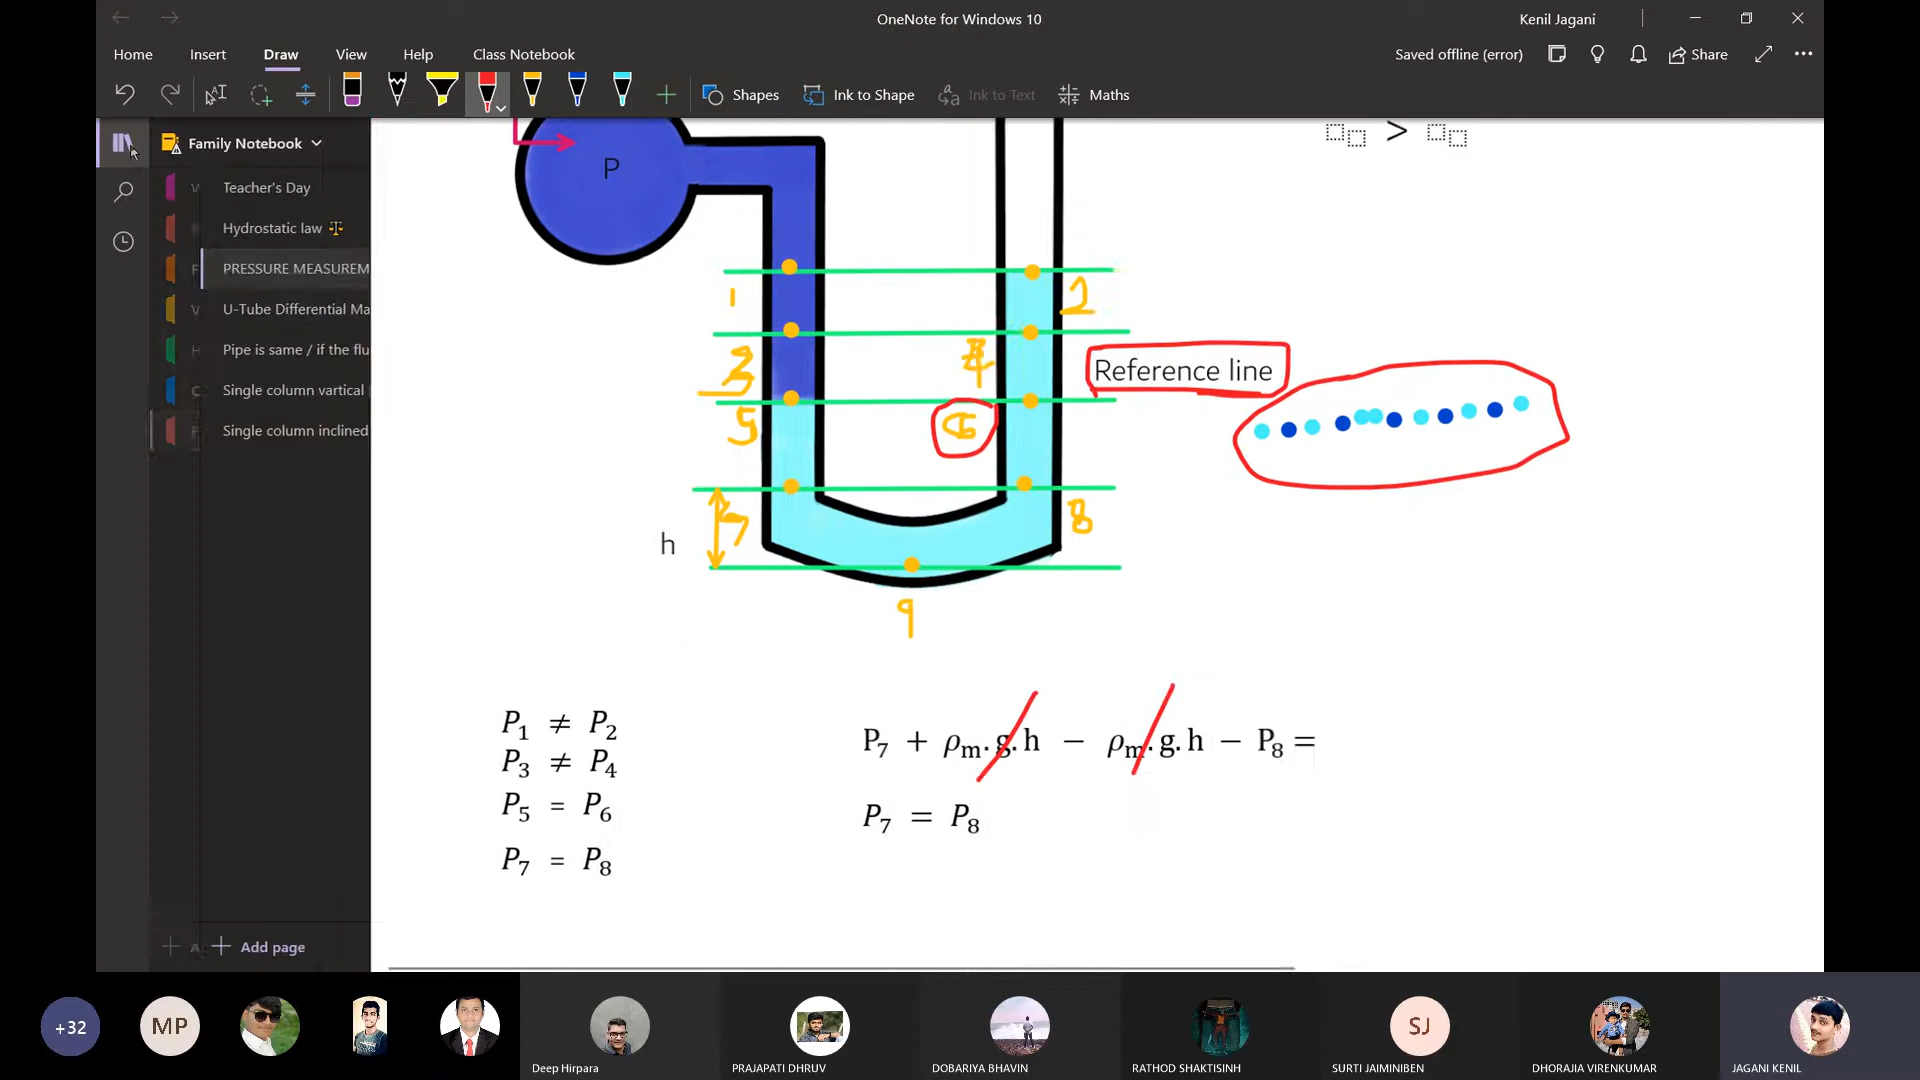 OneNote for Windows 10
Kenil Jagani
Home Insert Draw View Help Class Notebook
Saved offline (error) Share
Shapes Ink to Shape Ink to Text Maths
Family Notebook
Teacher's Day
Hydrostatic law
PRESSURE MEASUREM
U-Tube Differential Ma
Pipe is same / if the flu
Single column vartical
Single column inclined
Add page
P
>
1 2
3 4
Reference line
5 6
7 8
h
9
P₁ ≠ P₂
P₃ ≠ P₄
P₅ = P₆
P₇ = P₈
P₇ + ρₘ.g.h − ρₘ.g.h − P₈ =
P₇ = P₈
+32
MP
SJ
Deep Hirpara
PRAJAPATI DHRUV
DOBARIYA BHAVIN
RATHOD SHAKTISINH
SURTI JAIMINIBEN
DHORAJIA VIRENKUMAR
JAGANI KENIL